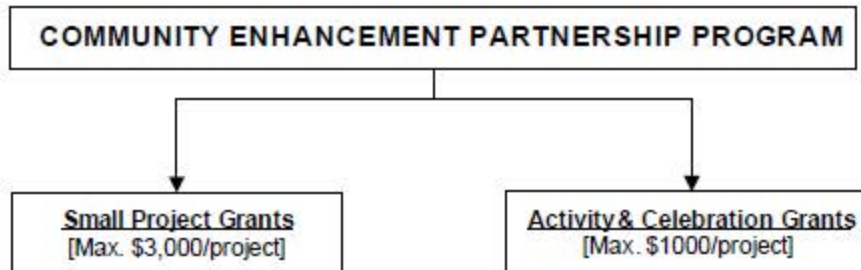 COMMUNITY ENHANCEMENT PARTNERSHIP PROGRAM
Small Project Grants
[Max. $3,000/project]
Activity & Celebration Grants
[Max. $1000/project]